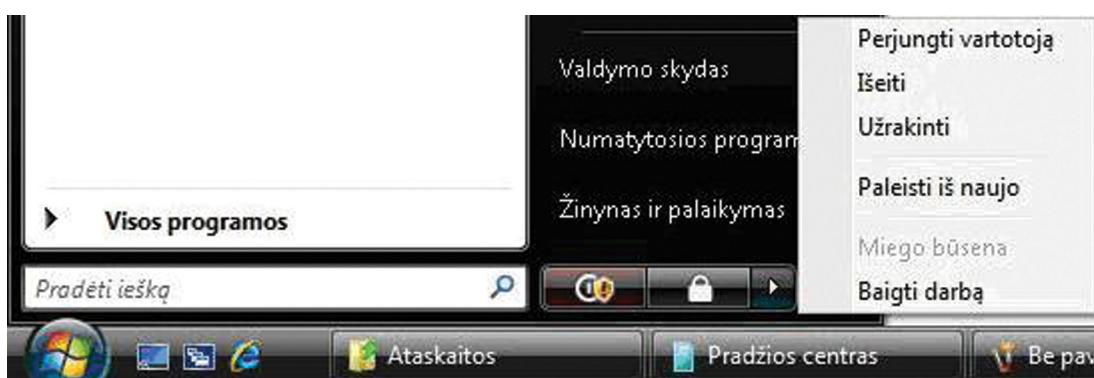 Valdymo skydas
Numatytosios program
Žinynas ir palaikymas
Visos programos
Pradėti iešką
Perjungti vartotoją
Išeiti
Užrakinti
Paleisti iš naujo
Miego būsena
Baigti darbą
Ataskaitos
Pradžios centras
Be pav